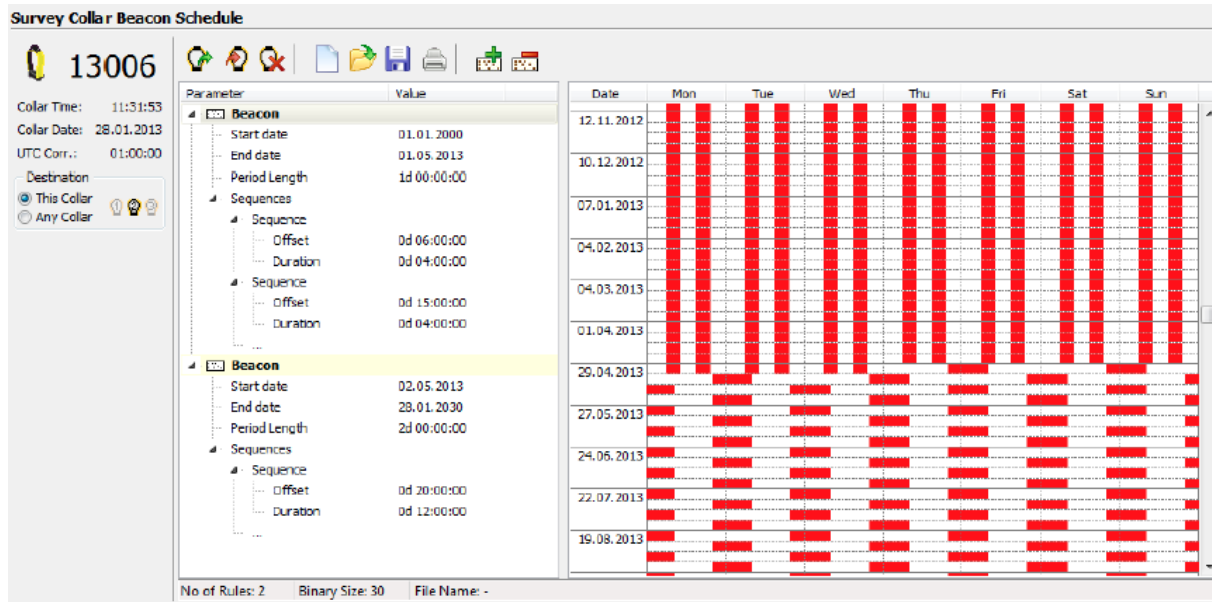 Survey Collar Beacon Schedule
13006
Collar Time: 11:31:53
Collar Date: 28.01.2013
UTC Corr.: 01:00:00
Destination
This Collar
Any Collar
Parameter Value
Beacon
Start date 01.01.2000
End date 01.05.2013
Period Length 1d 00:00:00
Sequences
Sequence
Offset 0d 06:00:00
Duration 0d 04:00:00
Sequence
Offset 0d 15:00:00
Duration 0d 04:00:00
...
Beacon
Start date 02.05.2013
End date 28.01.2030
Period Length 2d 00:00:00
Sequences
Sequence
Offset 0d 20:00:00
Duration 0d 12:00:00
...
Date Mon Tue Wed Thu Fri Sat Sun
12.11.2012
10.12.2012
07.01.2013
04.02.2013
04.03.2013
01.04.2013
29.04.2013
27.05.2013
24.06.2013
22.07.2013
19.08.2013
No of Rules: 2 Binary Size: 30 File Name: -